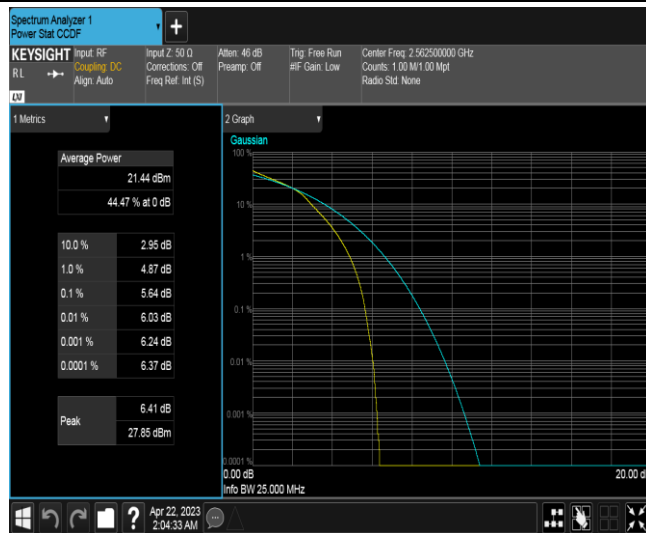 Spectrum Analyzer 1
Power Stat CCDF
+
KEYSIGHT
RL
Input: RF
Coupling: DC
Align: Auto
Input Z: 50 Ω
Corrections: Off
Freq Ref: Int (S)
Atten: 46 dB
Preamp: Off
Trig: Free Run
#IF Gain: Low
Center Freq: 2.562500000 GHz
Counts: 1.00 M/1.00 Mpt
Radio Std: None
1 Metrics
Average Power
21.44 dBm
44.47 % at 0 dB
10.0 % 2.95 dB
1.0 % 4.87 dB
0.1 % 5.64 dB
0.01 % 6.03 dB
0.001 % 6.24 dB
0.0001 % 6.37 dB
Peak
6.41 dB
27.85 dBm
2 Graph
Gaussian
100 %
10 %
1 %
0.1 %
0.01 %
0.001 %
0.0001 %
0.00 dB
20.00 d
Info BW 25.000 MHz
?
Apr 22, 2023
2:04:33 AM